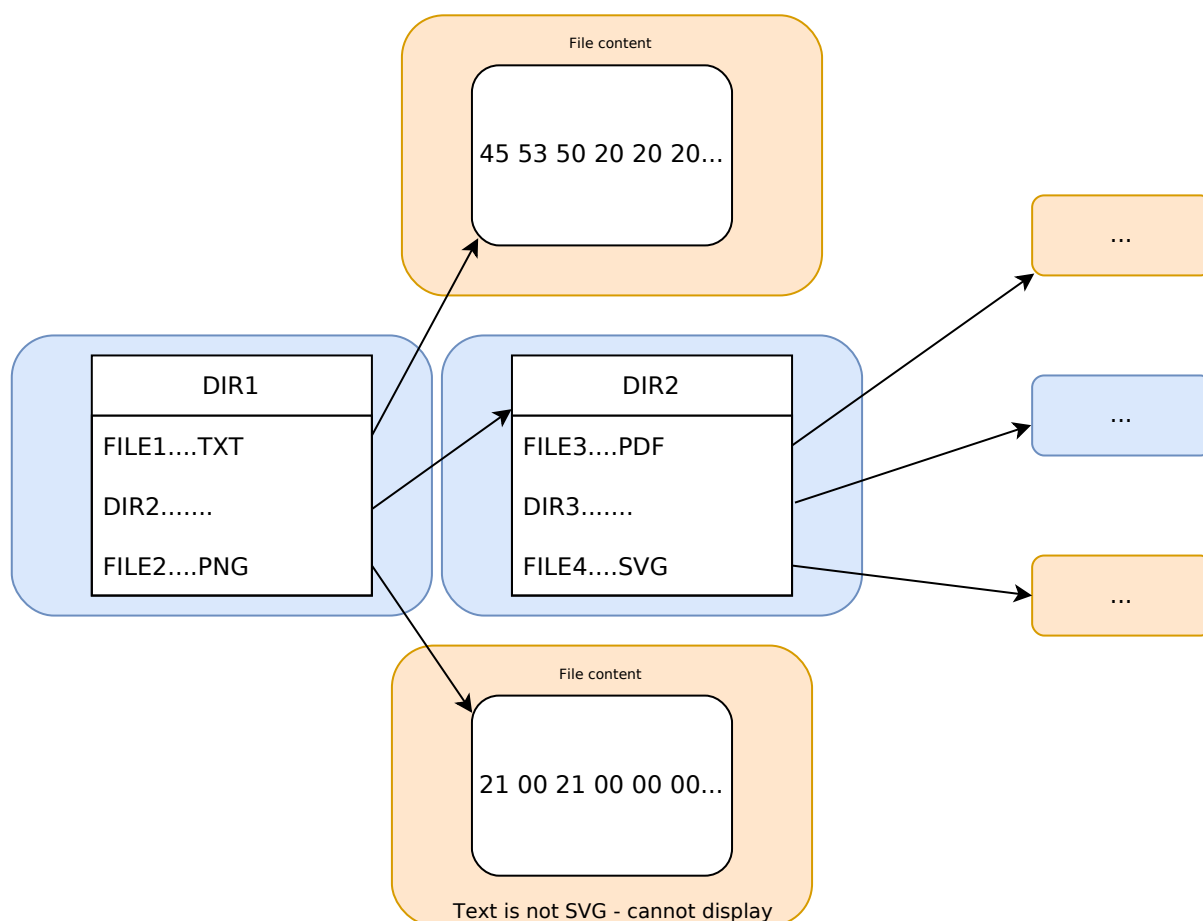 File content
45 53 50 20 20 20...
...
DIR1
FILE1....TXT
DIR2.......
FILE2....PNG
DIR2
FILE3....PDF
DIR3.......
FILE4....SVG
...
...
File content
21 00 21 00 00 00...
Text is not SVG - cannot display